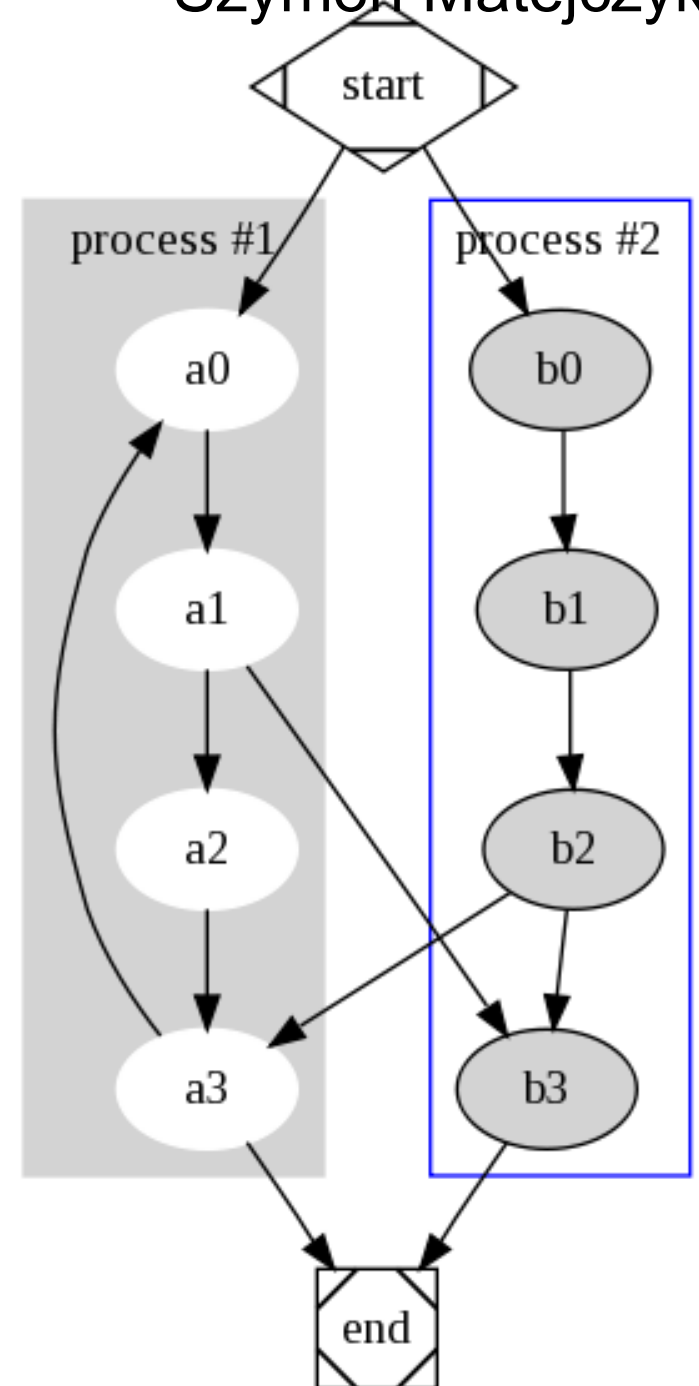 start
process #1 process #2
a0 b0
a1 b1
a2 b2
a3 b3
end